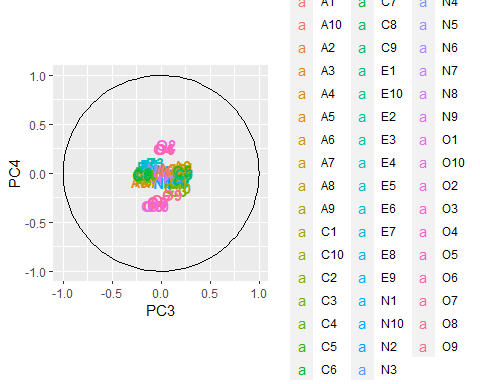 1.0
0.5
0.0
-0.5
-1.0
PC4
-1.0 -0.5 0.0 0.5 1.0
PC3
a A1 a C7 a N4
a A10 a C8 a N5
a A2 a C9 a N6
a A3 a E1 a N7
a A4 a E10 a N8
a A5 a E2 a N9
a A6 a E3 a O1
a A7 a E4 a O10
a A8 a E5 a O2
a A9 a E6 a O3
a C1 a E7 a O4
a C10 a E8 a O5
a C2 a E9 a O6
a C3 a N1 a O7
a C4 a N10 a O8
a C5 a N2 a O9
a C6 a N3